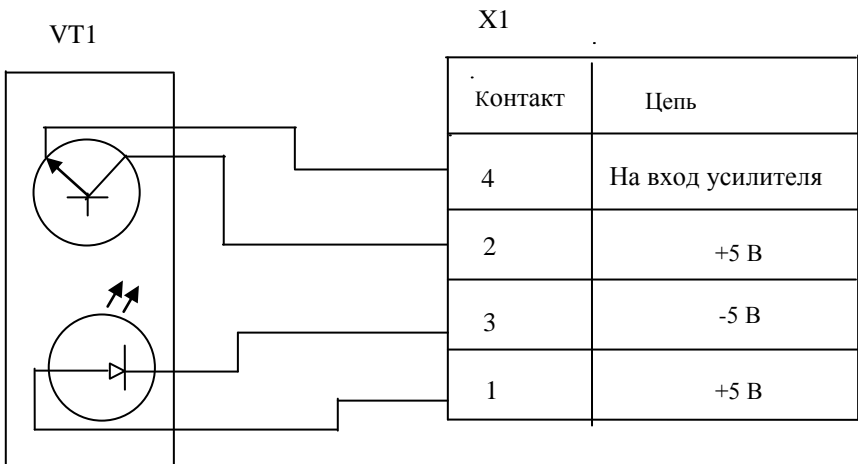 VT1
X1
Контакт Цепь
4 На вход усилителя
2 +5 В
3 -5 В
1 +5 В